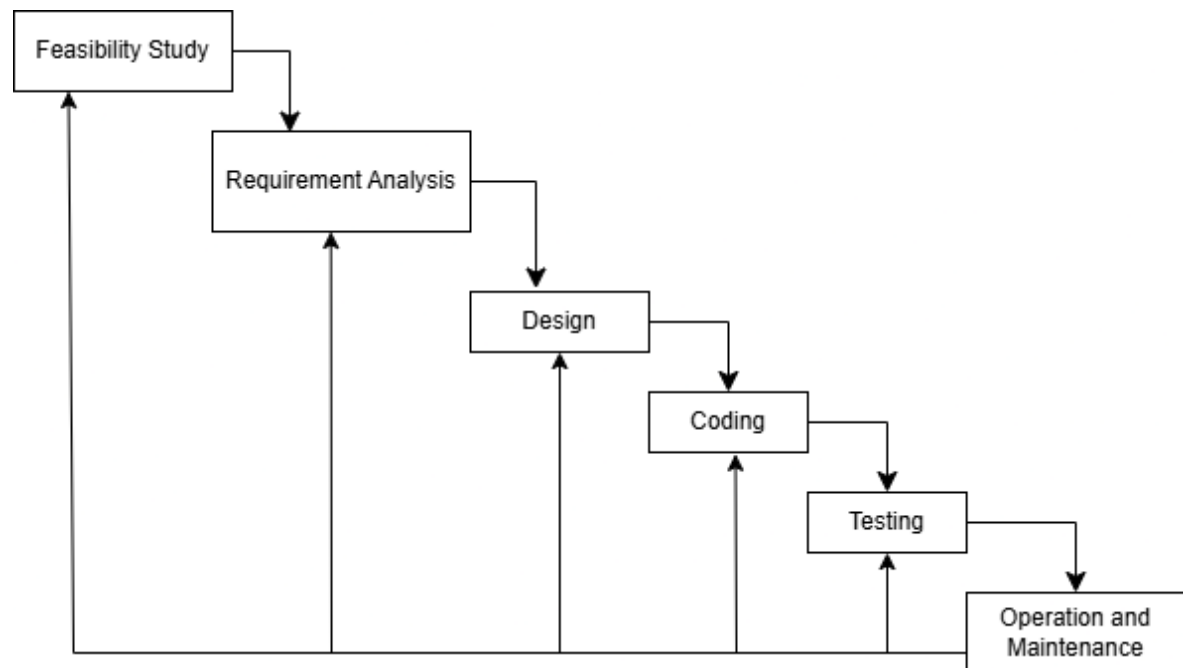 Feasibility Study
Requirement Analysis
Design
Coding
Testing
Operation and
Maintenance